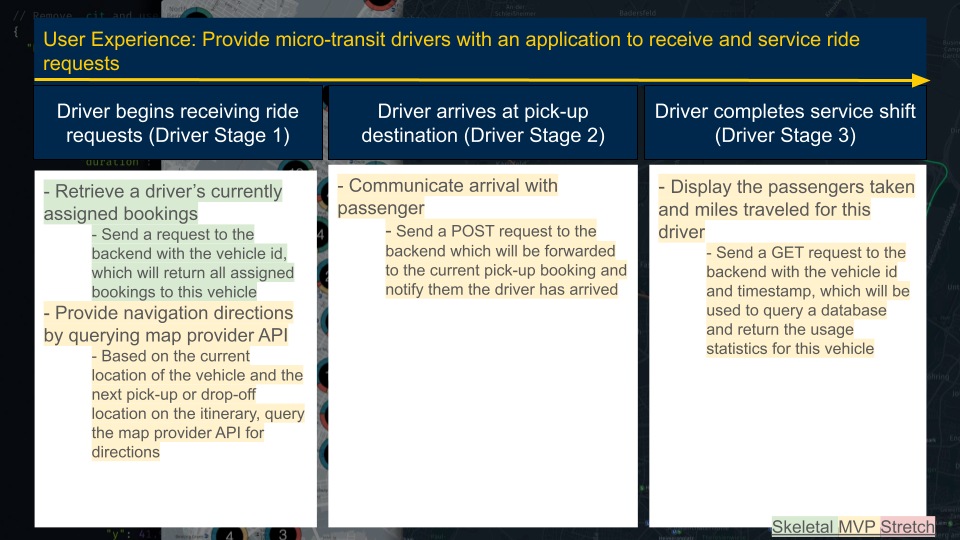 User Experience: Provide micro-transit drivers with an application to receive and service ride
requests
Driver begins receiving ride
requests (Driver Stage 1)
- Retrieve a driver’s currently
assigned bookings
- Send a request to the
backend with the vehicle id,
which will return all assigned
bookings to this vehicle
- Provide navigation directions
by querying map provider API
- Based on the current
location of the vehicle and the
next pick-up or drop-off
location on the itinerary, query
the map provider API for
directions
Driver arrives at pick-up
destination (Driver Stage 2)
- Communicate arrival with
passenger
- Send a POST request to the
backend which will be forwarded
to the current pick-up booking and
notify them the driver has arrived
Driver completes service shift
(Driver Stage 3)
- Display the passengers taken
and miles traveled for this
driver
- Send a GET request to the
backend with the vehicle id
and timestamp, which will be
used to query a database
and return the usage
statistics for this vehicle
Skeletal MVP Stretch